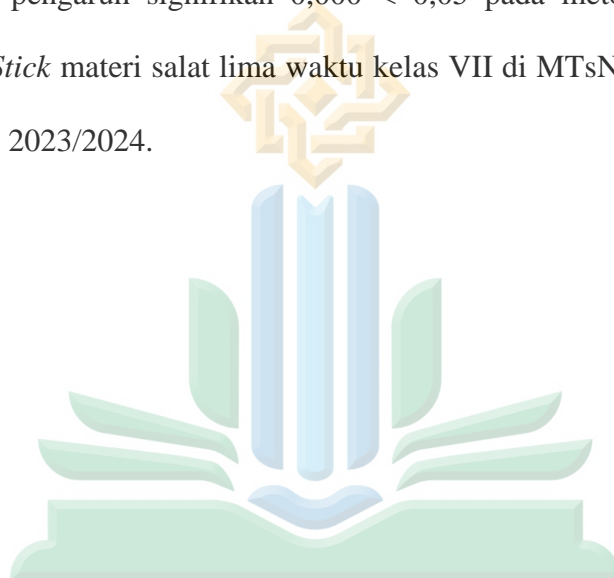 pengaruh signifikan 0,000 < 0,05 pada
Stick materi salat lima waktu kelas VII di MTsN
2023/2024.